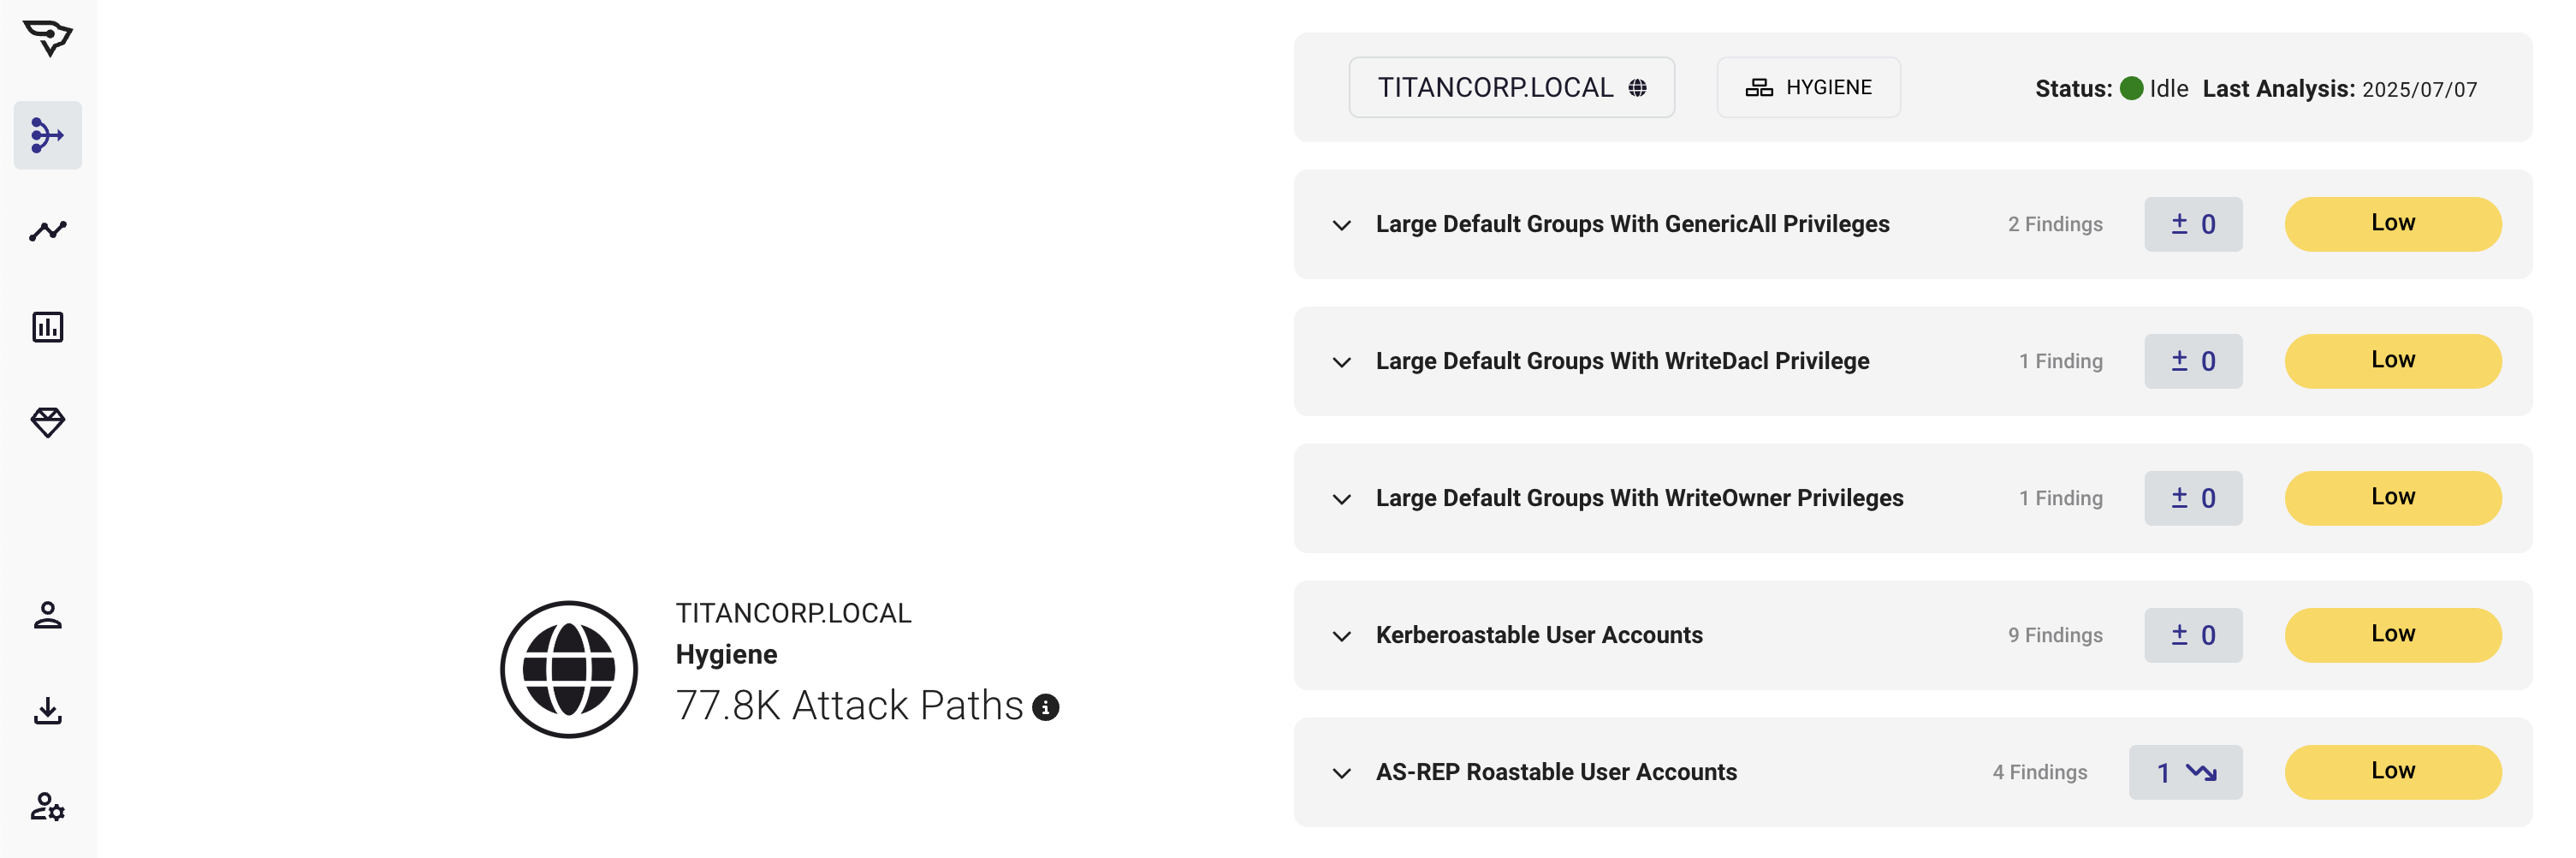 TITANCORP.LOCAL
HYGIENE
Status: Idle Last Analysis: 2025/07/07
Large Default Groups With GenericAll Privileges
2 Findings
± 0
Low
Large Default Groups With WriteDacl Privilege
1 Finding
± 0
Low
Large Default Groups With WriteOwner Privileges
1 Finding
± 0
Low
Kerberoastable User Accounts
9 Findings
± 0
Low
AS-REP Roastable User Accounts
4 Findings
1
Low
TITANCORP.LOCAL
Hygiene
77.8K Attack Paths